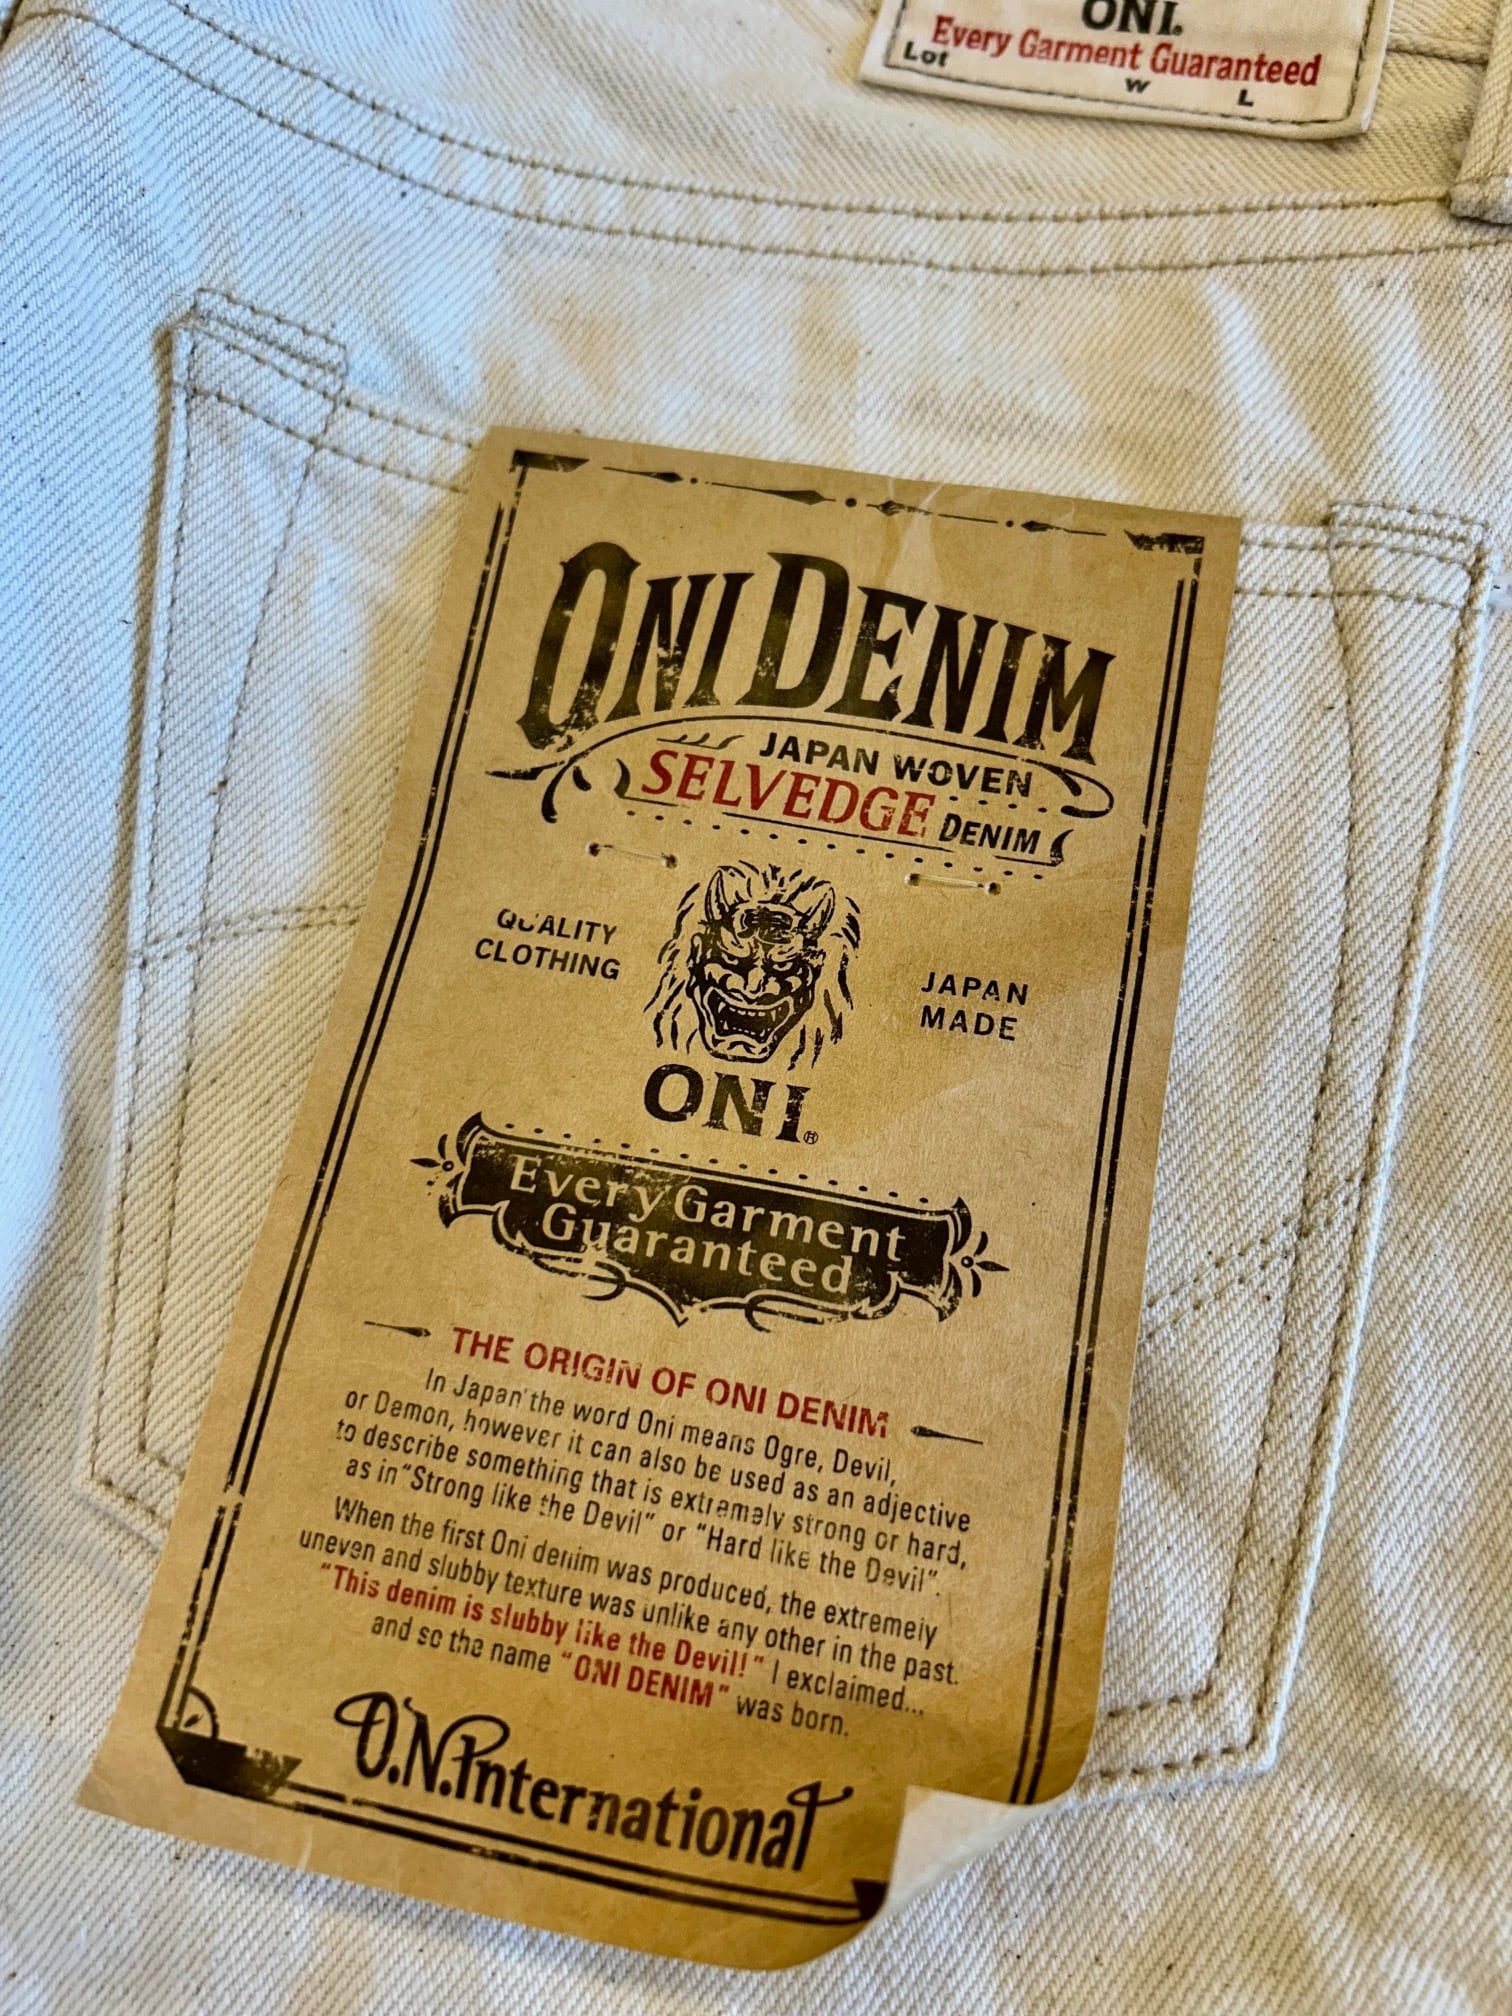 ONI®
Every Garment Guaranteed
Lot W L
ONI DENIM
JAPAN WOVEN
SELVEDGE DENIM
QUALITY
CLOTHING
JAPAN
MADE
ONI®
Every Garment
Guaranteed
THE ORIGIN OF ONI DENIM
In Japan the word Oni means Ogre, Devil,
or Demon, however it can also be used as an adjective
to describe something that is extremely strong or hard,
as in "Strong like the Devil" or "Hard like the Devil".
When the first Oni denim was produced, the extremely
uneven and slubby texture was unlike any other in the past.
"This denim is slubby like the Devil!" I exclaimed...
and so the name "ONI DENIM" was born.
O.N.International